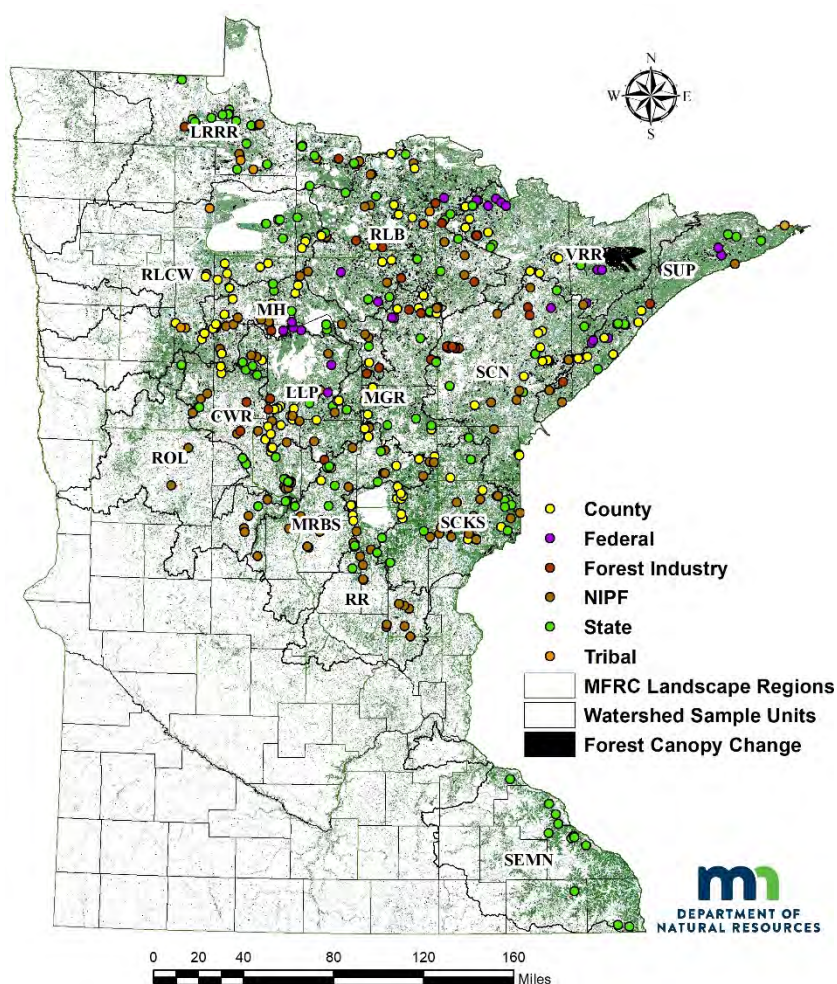 N
W E
S
LRRR
RLB
VRR
SUP
RLCW
MH
SCN
LLP
MGR
CWR
ROL
MRBS
SCKS
RR
County
Federal
Forest Industry
NIPF
State
Tribal
MFRC Landscape Regions
Watershed Sample Units
Forest Canopy Change
SEMN
DEPARTMENT OF
NATURAL RESOURCES
0 20 40 80 120 160
Miles